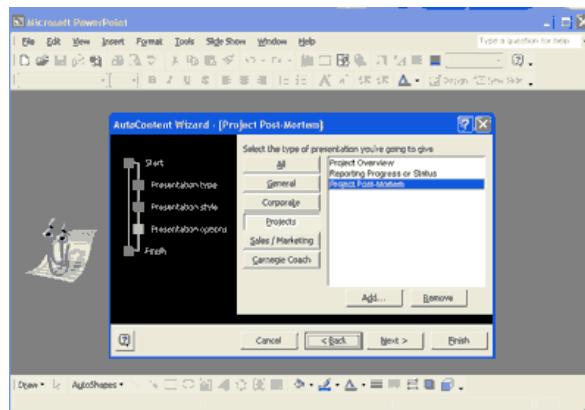 Microsoft PowerPoint
File Edit View Insert Format Tools Slide Show Window Help
Type a question for help
Design
AutoContent Wizard - [Project Post-Mortem]
Select the type of presentation you're going to give
Start
Presentation type
Presentation style
Presentation options
Finish
All
General
Corporate
Projects
Sales / Marketing
Carnegie Coach
Project Overview
Reporting Progress or Status
Project Post-Mortem
Add... Remove
Cancel < Back Next > Finish
Draw AutoShapes